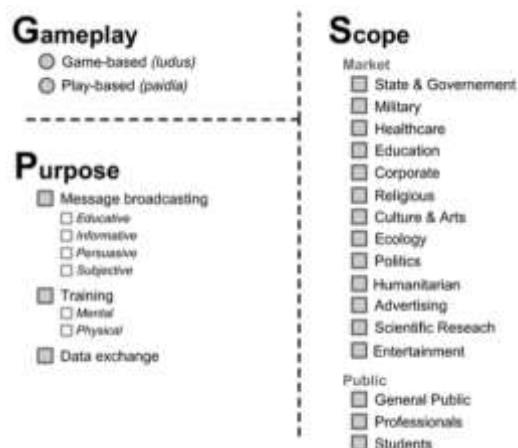 Gameplay
Game-based (ludus)
Play-based (paidia)
Purpose
Message broadcasting
Educative
Informative
Persuasive
Subjective
Training
Mental
Physical
Data exchange
Scope
Market
State & Governement
Military
Healthcare
Education
Corporate
Religious
Culture & Arts
Ecology
Politics
Humanitarian
Advertising
Scientific Reseach
Entertainment
Public
General Public
Professionals
Students